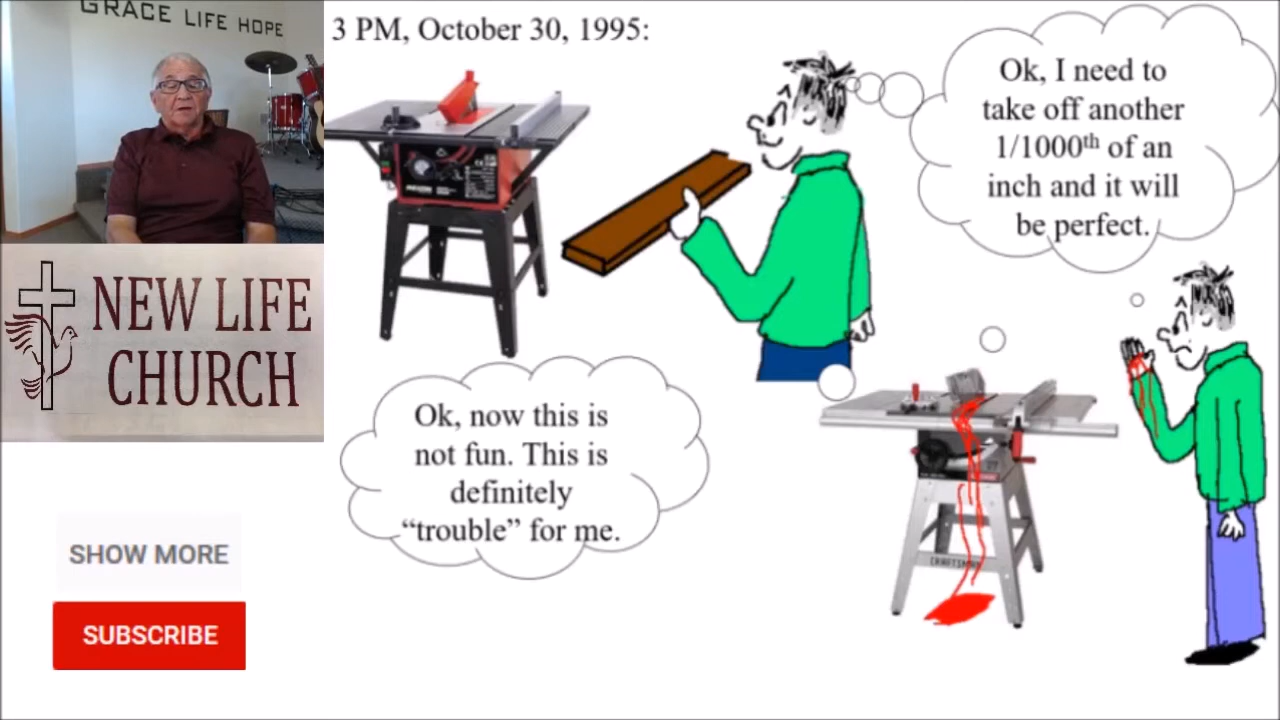 GRACE LIFE HOPE
3 PM, October 30, 1995:
Ok, I need to
take off another
1/1000th of an
inch and it will
be perfect.
NEW LIFE
CHURCH
Ok, now this is
not fun. This is
definitely
“trouble” for me.
CRAFTSMAN
SHOW MORE
SUBSCRIBE